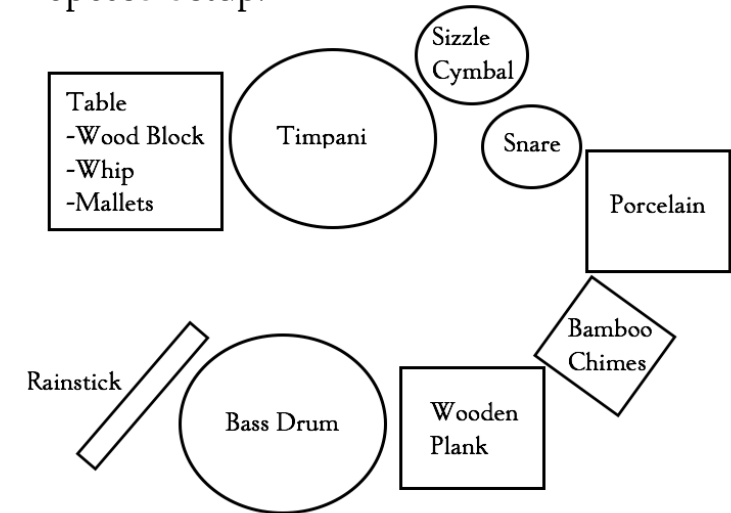 Sizzle
Cymbal
Table
-Wood Block
-Whip
-Mallets
Timpani
Snare
Porcelain
Bamboo
Chimes
Rainstick
Bass Drum
Wooden
Plank